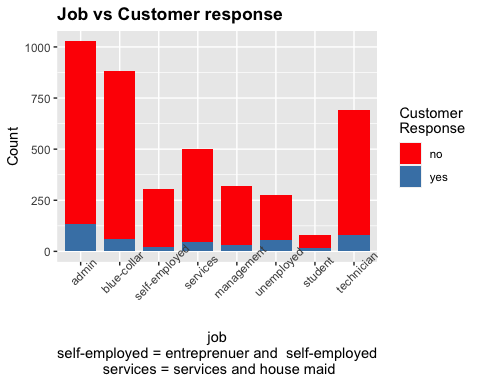 Job vs Customer response
1000
750
500
250
0
Count
admin
blue-collar
self-employed
services
management
unemployed
student
technician
job
self-employed = entreprenuer and  self-employed
services = services and house maid
Customer
Response
no
yes